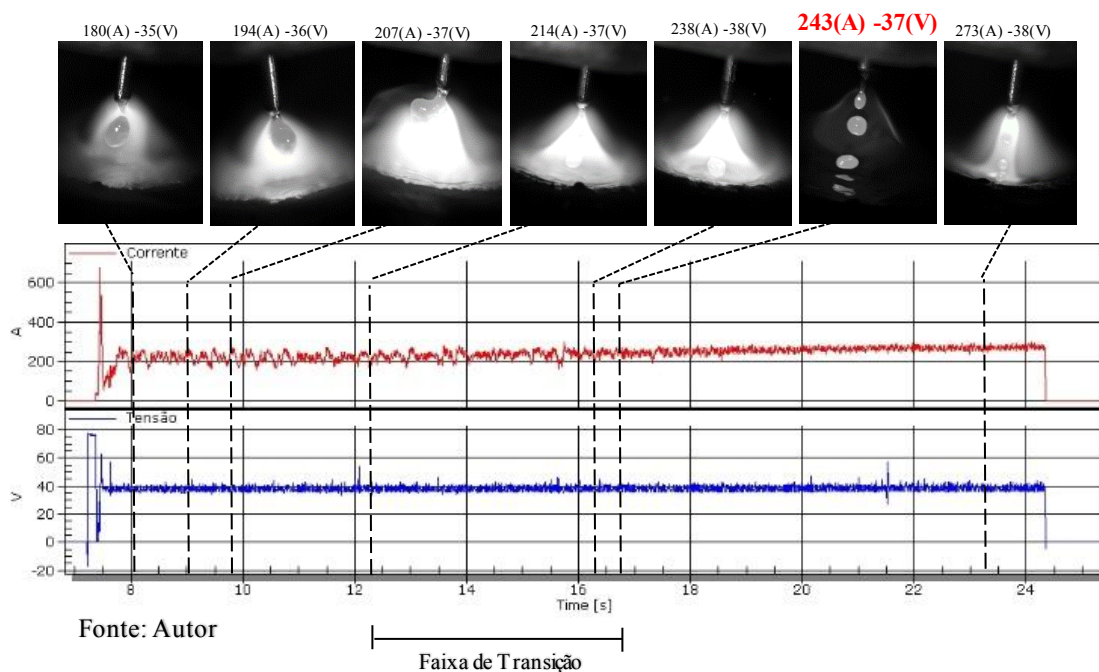 180(A) -35(V)
194(A) -36(V)
207(A) -37(V)
214(A) -37(V)
238(A) -38(V)
243(A) -37(V)
273(A) -38(V)
Corrente
600
400
200
0
A
Tensão
80
60
40
20
0
-20
V
8 10 12 14 16 18 20 22 24
Time [s]
Fonte: Autor
Faixa de Transição